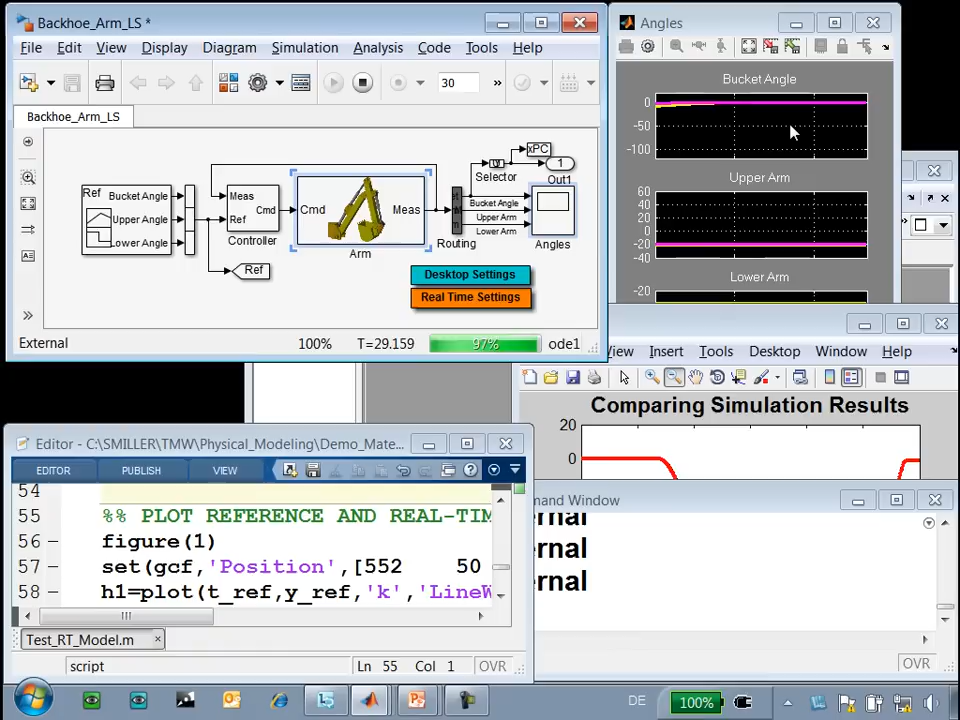 Backhoe_Arm_LS *
File Edit View Display Diagram Simulation Analysis Code Tools Help
30 »
Backhoe_Arm_LS
Ref
Bucket Angle
Upper Angle
Lower Angle
Meas
Cmd
Ref
Controller
Ref
Cmd
Meas
Arm
Routing
Selector
xPC
1
Out1
Bucket Angle
Upper Arm
Lower Arm
Angles
Desktop Settings
Real Time Settings
»
External 100% T=29.159 97% ode1
Angles
Bucket Angle
0
-50
-100
Upper Arm
60
40
20
0
-20
-40
Lower Arm
-20
View Insert Tools Desktop Window Help
Comparing Simulation Results
20
0
Editor - C:\SMILLER\TMW\Physical_Modeling\Demo_Mate...
EDITOR PUBLISH VIEW
54
55 %% PLOT REFERENCE AND REAL-TIM
56 – figure(1)
57 – set(gcf,'Position',[552 50
58 – h1=plot(t_ref,y_ref,'k','LineW
Test_RT_Model.m ×
script Ln 55 Col 1 OVR
mand Window
ernal
ernal
ernal
OVR
DE 100%